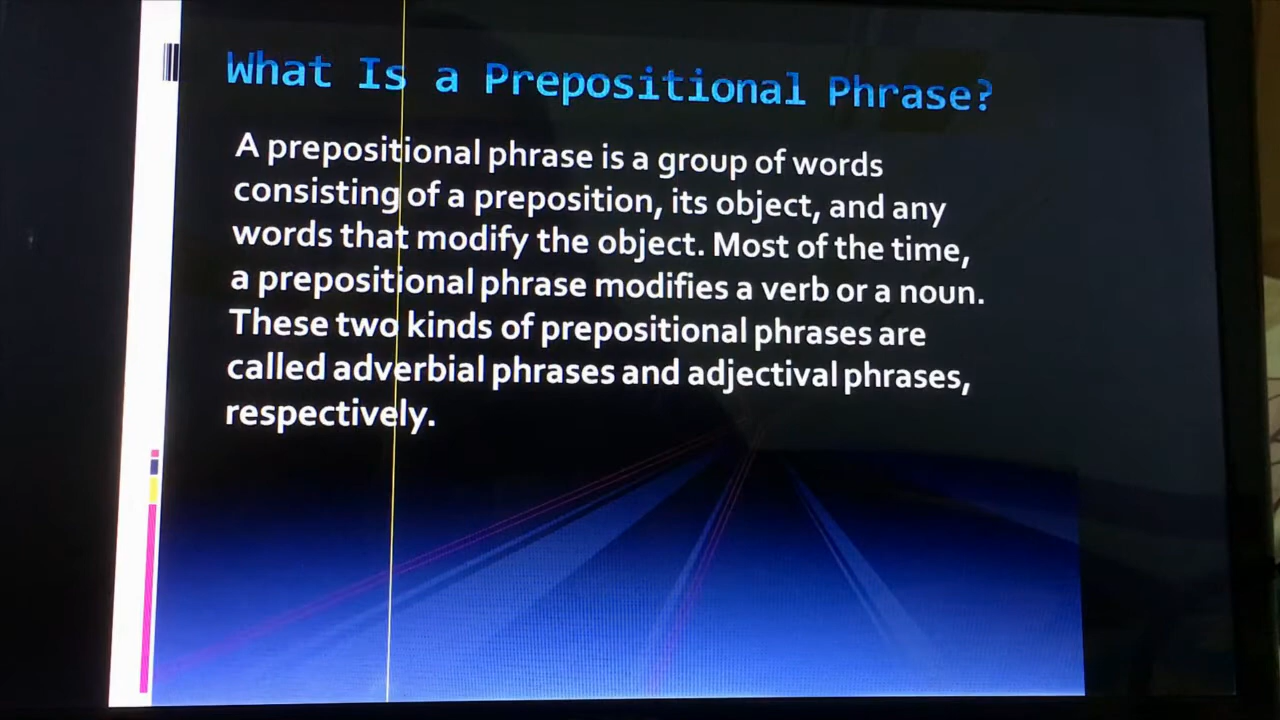 What Is a Prepositional Phrase?
A prepositional phrase is a group of words
consisting of a preposition, its object, and any
words that modify the object. Most of the time,
a prepositional phrase modifies a verb or a noun.
These two kinds of prepositional phrases are
called adverbial phrases and adjectival phrases,
respectively.